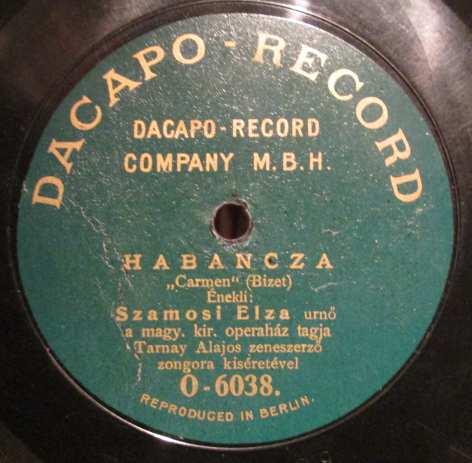 DACAPO - RECORD
DACAPO - RECORD
COMPANY M.B.H.
HABANCZA
„Carmen“ (Bizet)
Énekli:
Szamosi Elza urnő
a magy. kir. operaház tagja
Tarnay Alajos zeneszerző
zongora kiséretével
O-6038.
REPRODUCED IN BERLIN.